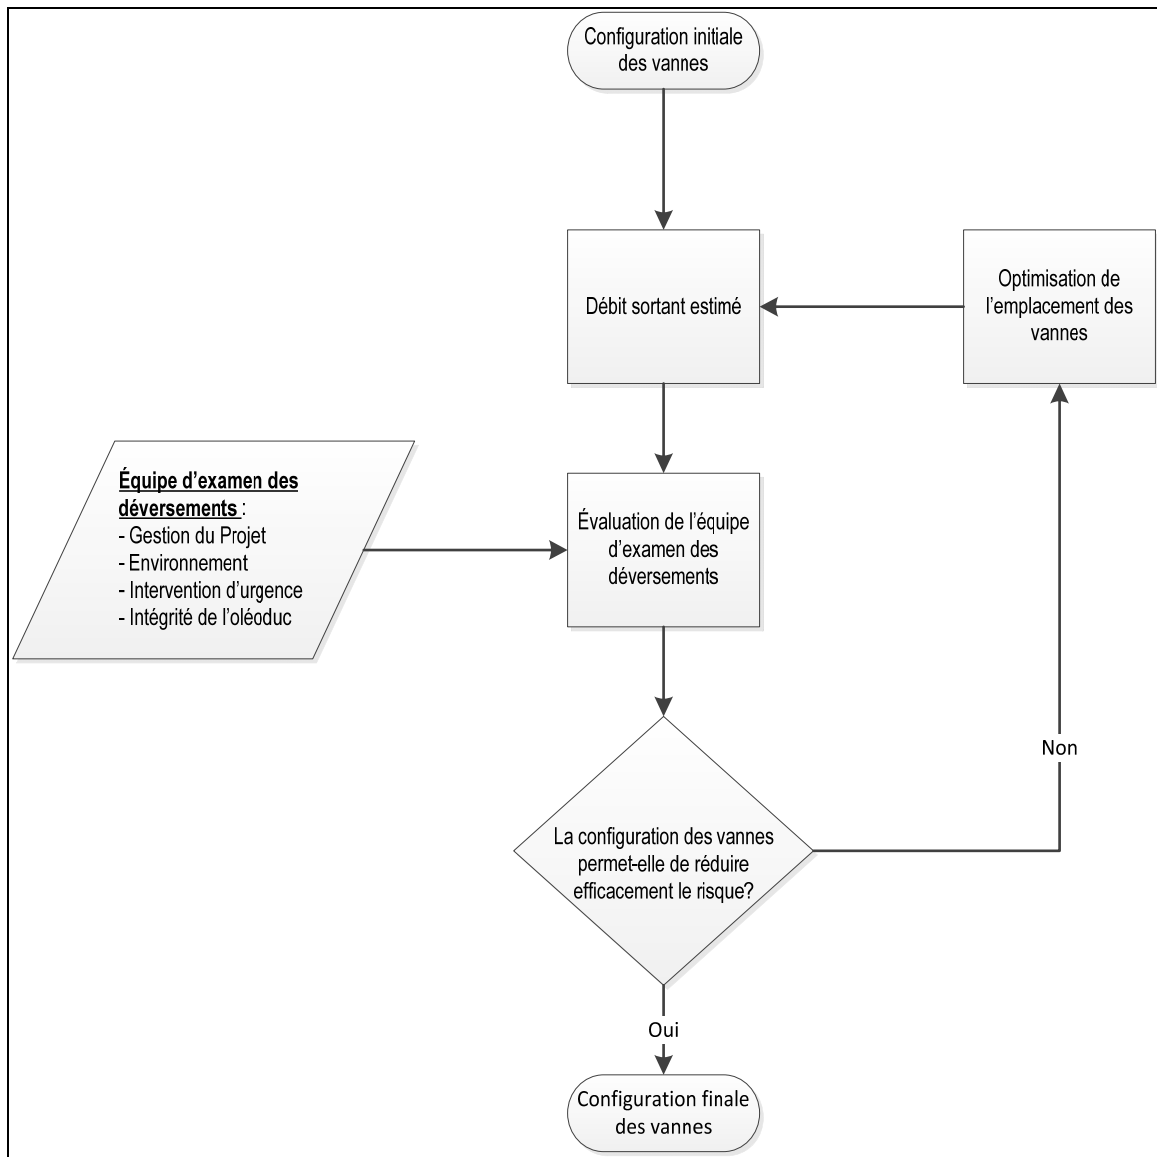 Configuration initiale
des vannes
Débit sortant estimé
Optimisation de
l'emplacement des
vannes
Équipe d'examen des
déversements :
- Gestion du Projet
- Environnement
- Intervention d'urgence
- Intégrité de l'oléoduc
Évaluation de l'équipe
d'examen des
déversements
Non
La configuration des vannes
permet-elle de réduire
efficacement le risque?
Oui
Configuration finale
des vannes